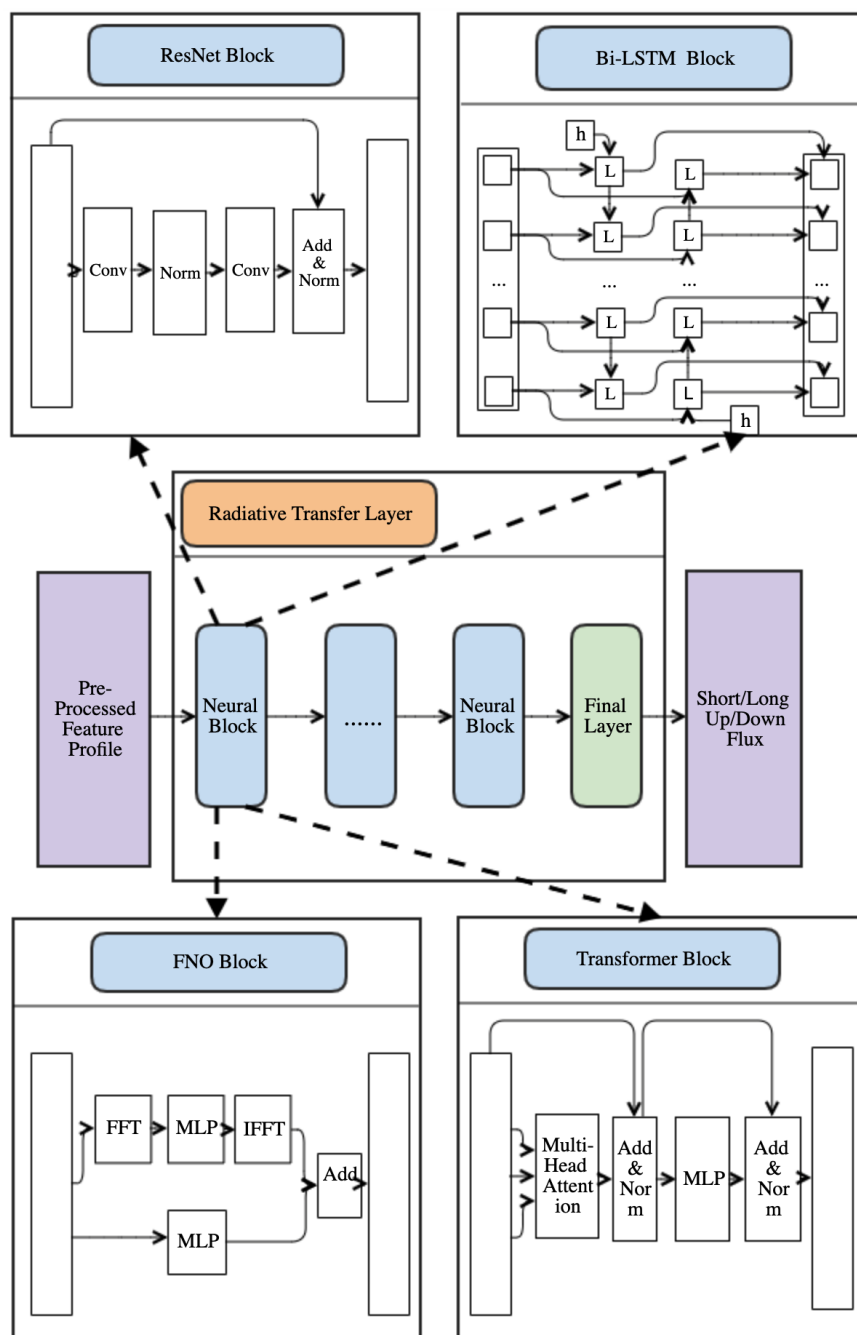 ResNet Block
Conv
Norm
Conv
Add
&
Norm
Bi-LSTM Block
h
L
L
L
L
...
...
...
...
L
L
L
L
h
Radiative Transfer Layer
Pre-
Processed
Feature
Profile
Neural
Block
......
Neural
Block
Final
Layer
Short/Long
Up/Down
Flux
FNO Block
FFT
MLP
IFFT
Add
MLP
Transformer Block
Multi-
Head
Attent
ion
Add
&
Nor
m
MLP
Add
&
Nor
m